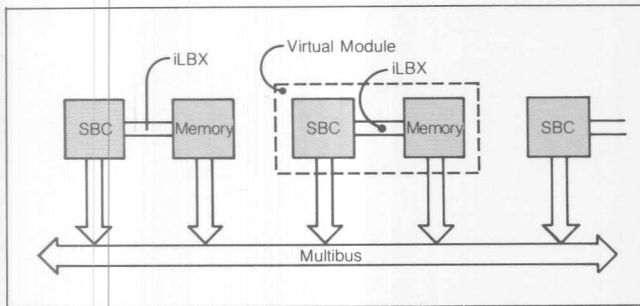 Virtual Module
iLBX
iLBX
SBC
Memory
SBC
Memory
SBC
Multibus